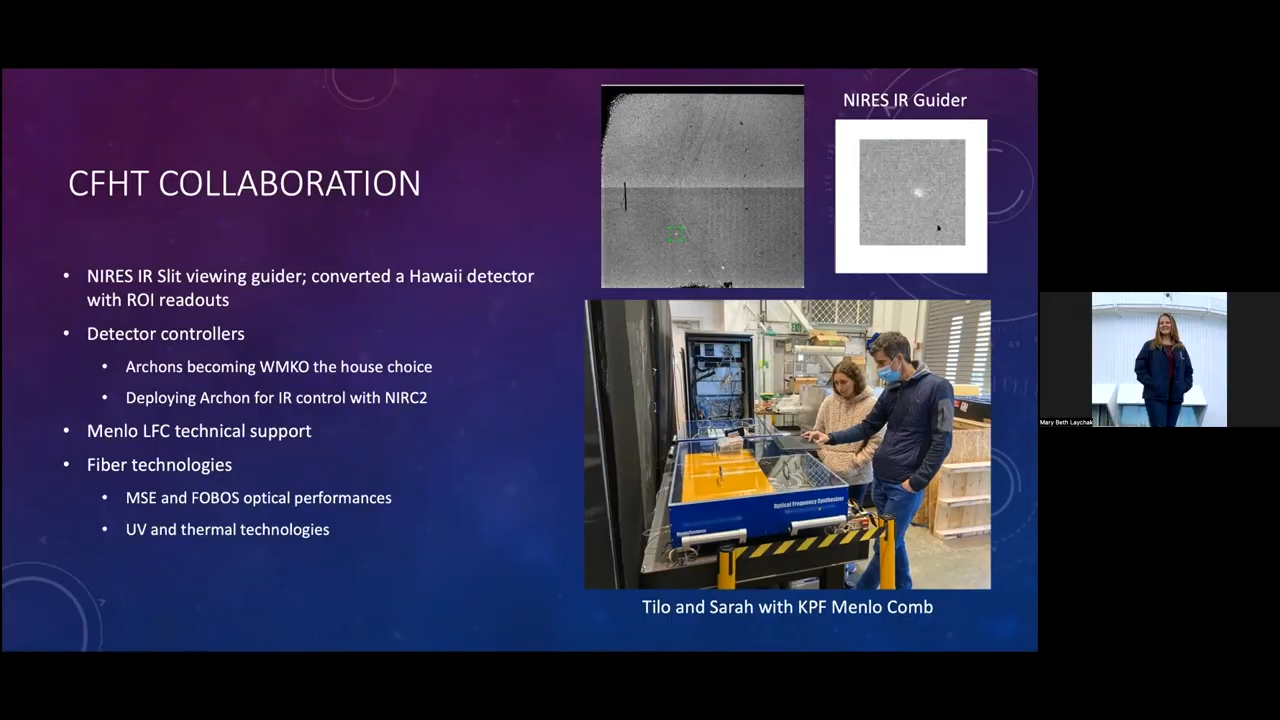 CFHT COLLABORATION
• NIRES IR Slit viewing guider; converted a Hawaii detector
with ROI readouts
• Detector controllers
• Archons becoming WMKO the house choice
• Deploying Archon for IR control with NIRC2
• Menlo LFC technical support
• Fiber technologies
• MSE and FOBOS optical performances
• UV and thermal technologies
NIRES IR Guider
Optical Frequency Synthesizer
MenloSystems
Tilo and Sarah with KPF Menlo Comb
Mary Beth Laychak